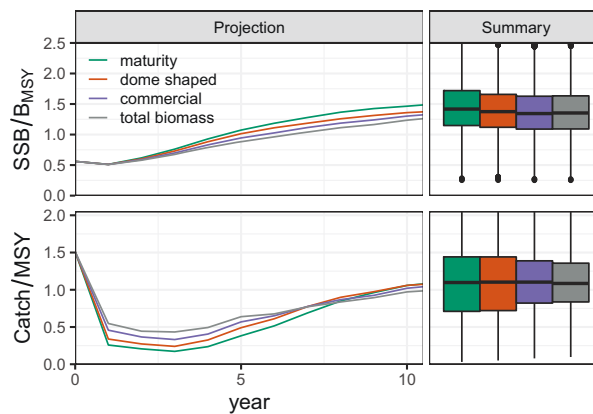 Projection
Summary
SSB/B_MSY
2.5
2.0
1.5
1.0
0.5
0.0
maturity
dome shaped
commercial
total biomass
Catch/MSY
2.0
1.5
1.0
0.5
0.0
0
5
10
year